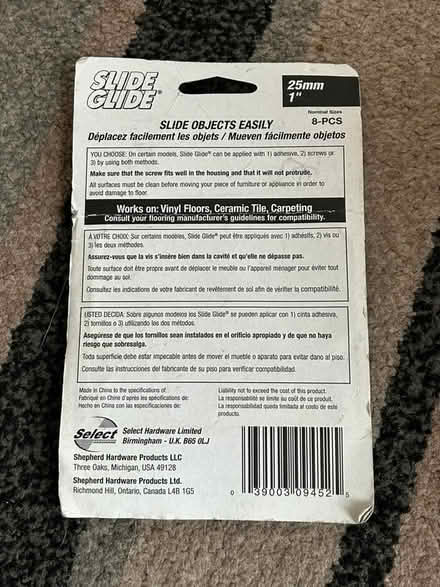 SLIDE
GLIDE®
25mm
1"
Nominal Sizes
8-PCS
SLIDE OBJECTS EASILY
Déplacez facilement les objets / Mueven fácilmente objetos
YOU CHOOSE: On certain models, Slide Glide® can be applied with 1) adhesive, 2) screws or
3) by using both methods.
Make sure that the screw fits well in the housing and that it will not protrude.
All surfaces must be clean before moving your piece of furniture or appliance in order to
avoid damage to floor.
Works on: Vinyl Floors, Ceramic Tile, Carpeting
Consult your flooring manufacturer's guidelines for compatibility.
À VOTRE CHOIX: Sur certains modèles, Slide Glide® peut être appliqués avec 1) adhésifs, 2) vis ou
3) les deux méthodes.
Assurez-vous que la vis s'insère bien dans la cavité et qu'elle ne dépasse pas.
Toute surface doit être propre avant de déplacer le meuble ou l'appareil ménager pour éviter tout
dommage au sol.
Consultez les indications de votre fabricant de revêtement de sol afin de vérifier la compatibilité.
USTED DECIDA: Sobre algunos modelos los Slide Glide® se pueden aplicar con 1) cinta adhesiva,
2) tornillos o 3) utilizando los dos métodos.
Asegúrese de que los tornillos sean instalados en el orificio apropiado y de que no haya
riesgo que sobresalga.
Toda superficie debe estar impecable antes de mover el mueble o aparato para evitar dano al piso.
Consulte las instrucciones del fabricante de su piso para verificar compatibilidad.
Made in China to the specifications of:
Fabriqué en Chine d'après les spécifications de:
Hecho en China con las especificaciones de:
Liability not to exceed the cost of this product.
La responsabilité se limite au coût de ce produit.
La responsabilidad queda limitada al costo de este
producto.
Select
Select Hardware Limited
Birmingham - U.K. B65 0LJ
Shepherd Hardware Products LLC
Three Oaks, Michigan, USA 49128
Shepherd Hardware Products Ltd.
Richmond Hill, Ontario, Canada L4B 1G5
0 39003 09452 5